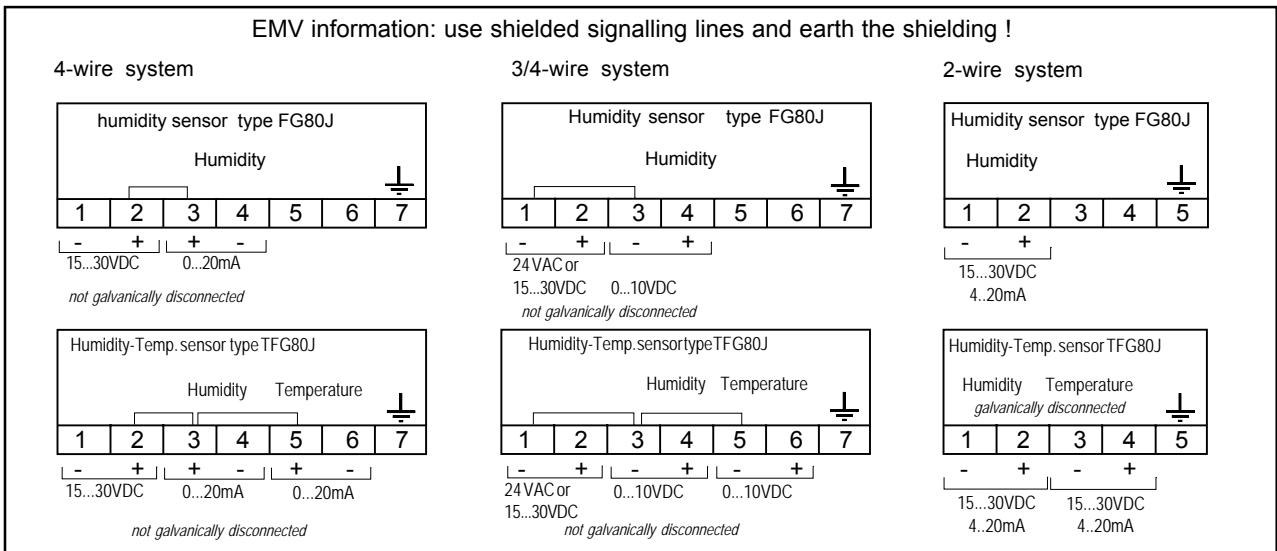 EMV information: use shielded signalling lines and earth the shielding !
4-wire system
humidity sensor type FG80J
Humidity
1 2 3 4 5 6 7
- + + -
15...30VDC 0...20mA
not galvanically disconnected
Humidity-Temp. sensor type TFG80J
Humidity Temperature
1 2 3 4 5 6 7
- + + - + -
15...30VDC 0...20mA 0...20mA
not galvanically disconnected
3/4-wire system
Humidity sensor type FG80J
Humidity
1 2 3 4 5 6 7
- + - +
24 VAC or
15...30VDC 0...10VDC
not galvanically disconnected
Humidity-Temp. sensor type TFG80J
Humidity Temperature
1 2 3 4 5 6 7
- + - + - +
24 VAC or 0...10VDC 0...10VDC
15...30VDC
not galvanically disconnected
2-wire system
Humidity sensor type FG80J
Humidity
1 2 3 4 5
- +
15...30VDC
4..20mA
Humidity-Temp. sensor TFG80J
Humidity Temperature
galvanically disconnected
1 2 3 4 5
- + - +
15...30VDC 15...30VDC
4..20mA 4..20mA